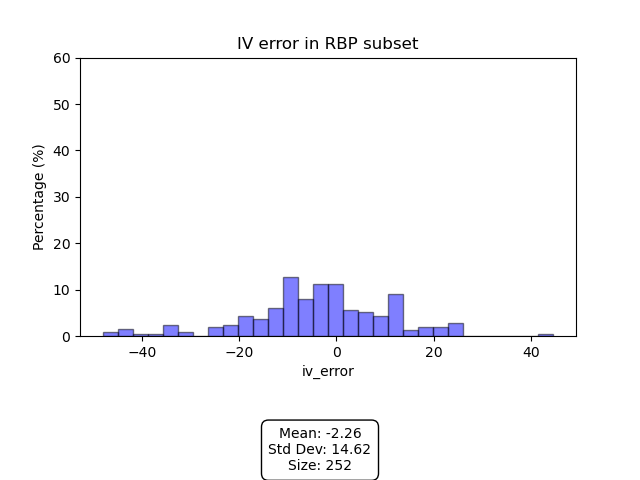 IV error in RBP subset
60
50
40
30
20
10
0
Percentage (%)
−40
−20
0
20
40
iv_error
Mean: -2.26
Std Dev: 14.62
Size: 252